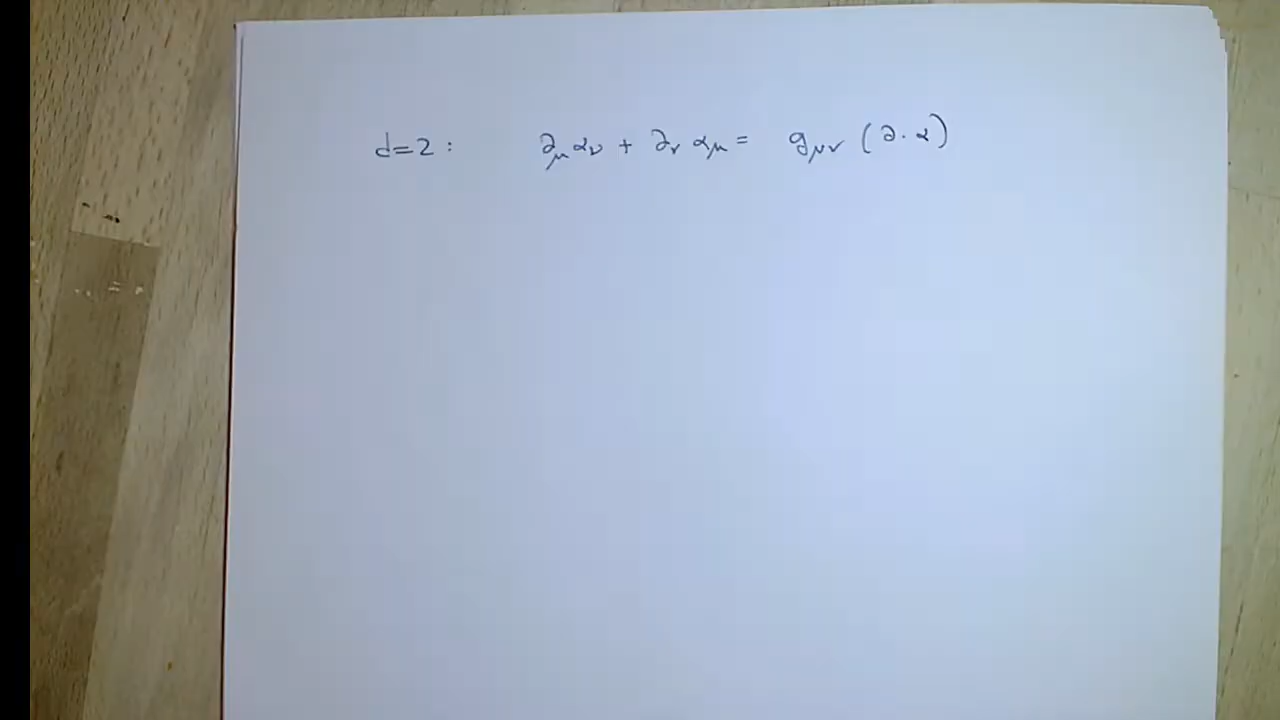 d=2 : ∂_μ α_ν + ∂_ν α_μ = g_μν (∂·α)